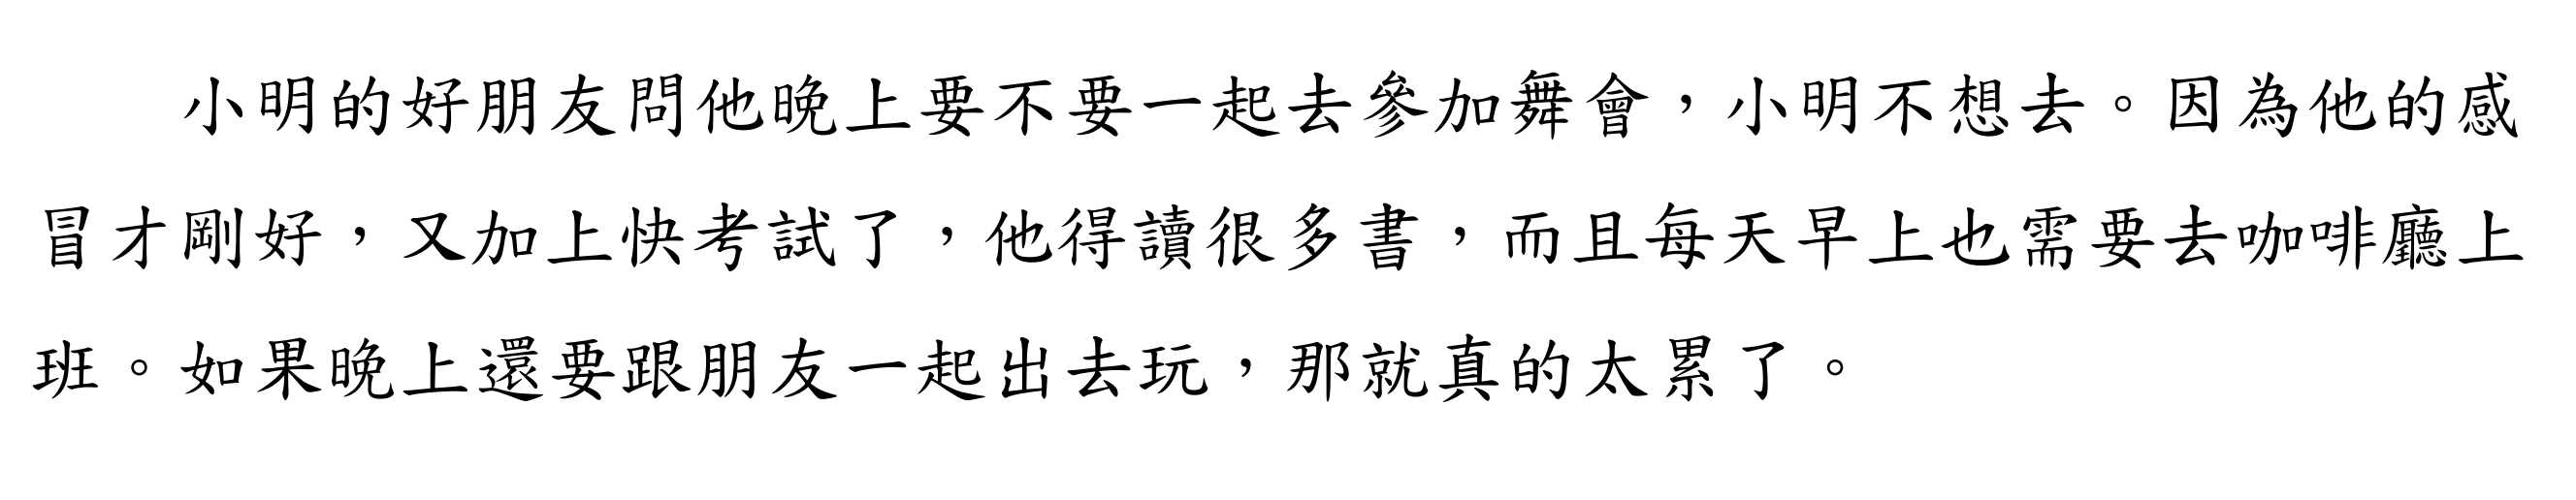 小明的好朋友問他晚上要不要一起去參加舞會，小明不想去。因為他的感
冒才剛好，又加上快考試了，他得讀很多書，而且每天早上也需要去咖啡廳上
班。如果晚上還要跟朋友一起出去玩，那就真的太累了。